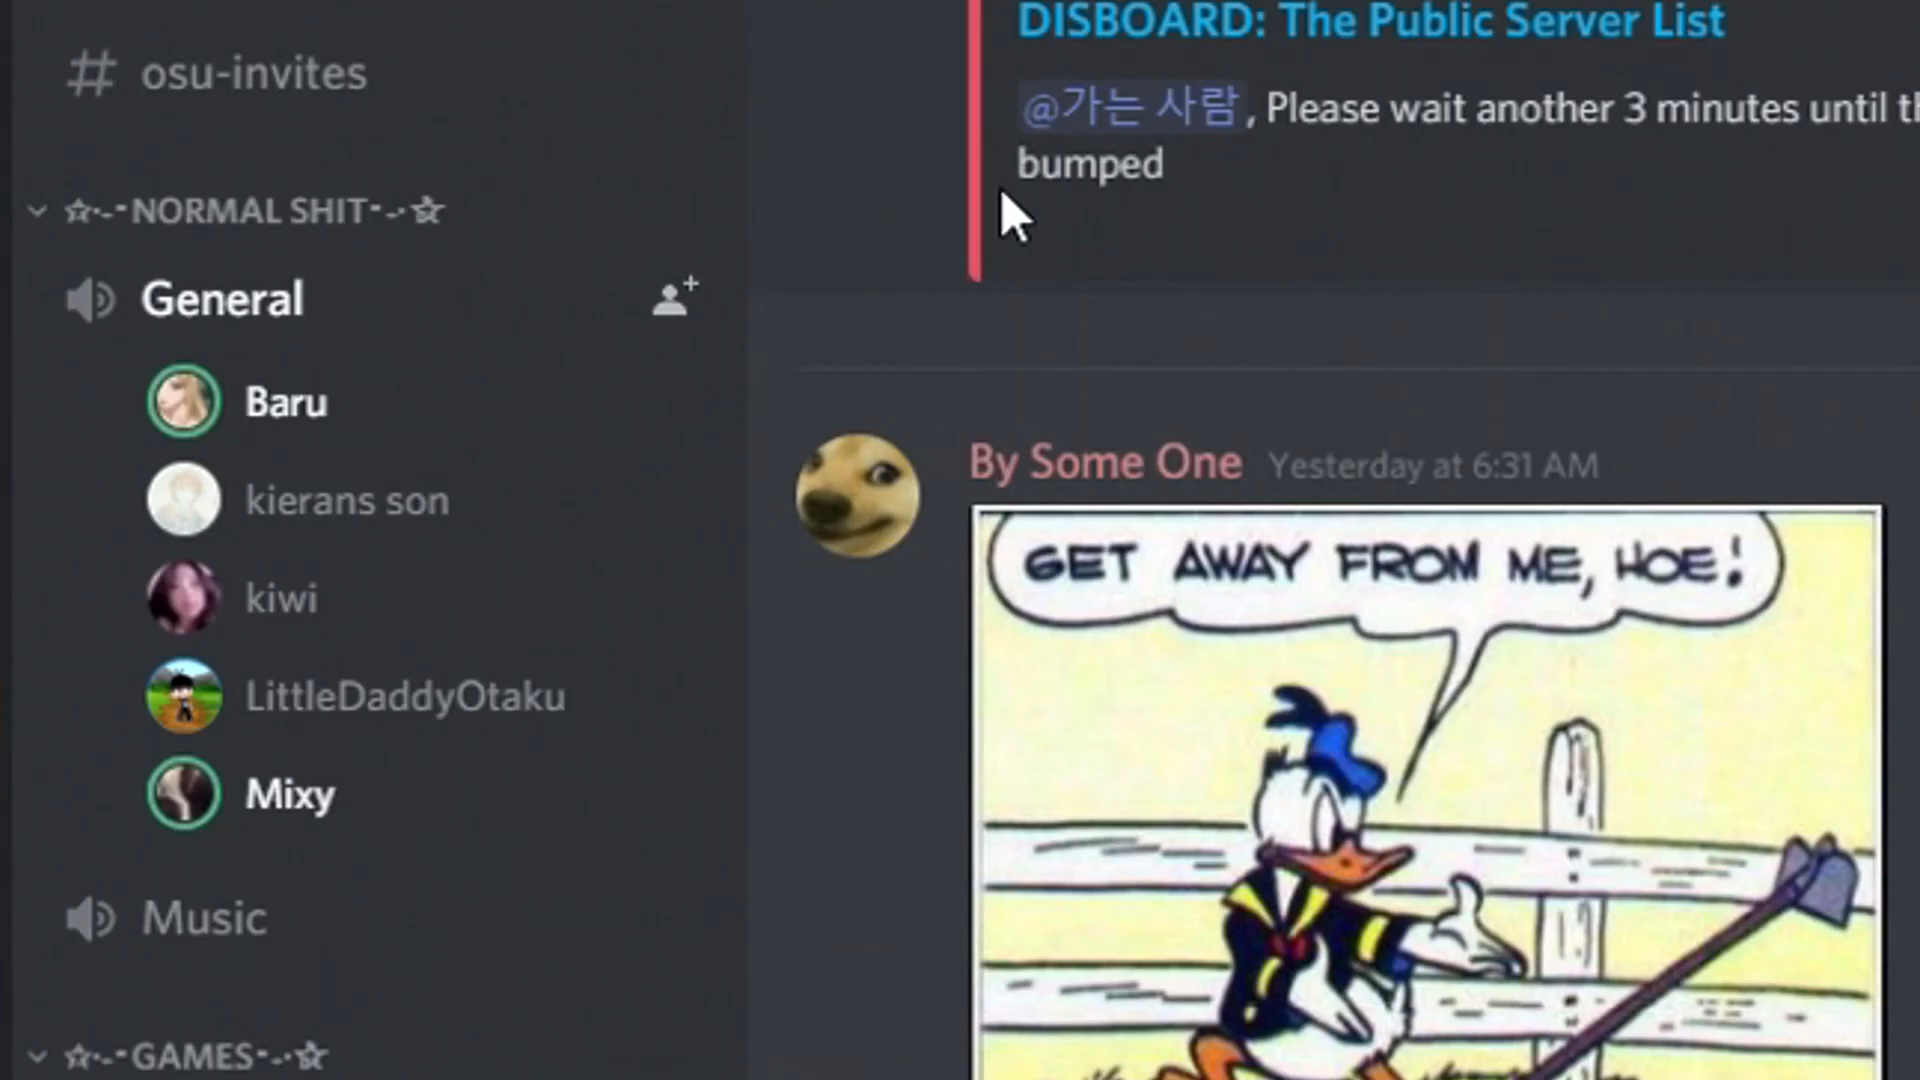 osu-invites
☆·-‑NORMAL SHIT‑-·☆
General
Baru
kierans son
kiwi
LittleDaddyOtaku
Mixy
Music
☆·-‑GAMES‑-·☆
DISBOARD: The Public Server List
@가는 사람, Please wait another 3 minutes until
bumped
By Some One Yesterday at 6:31 AM
GET AWAY FROM ME, HOE!